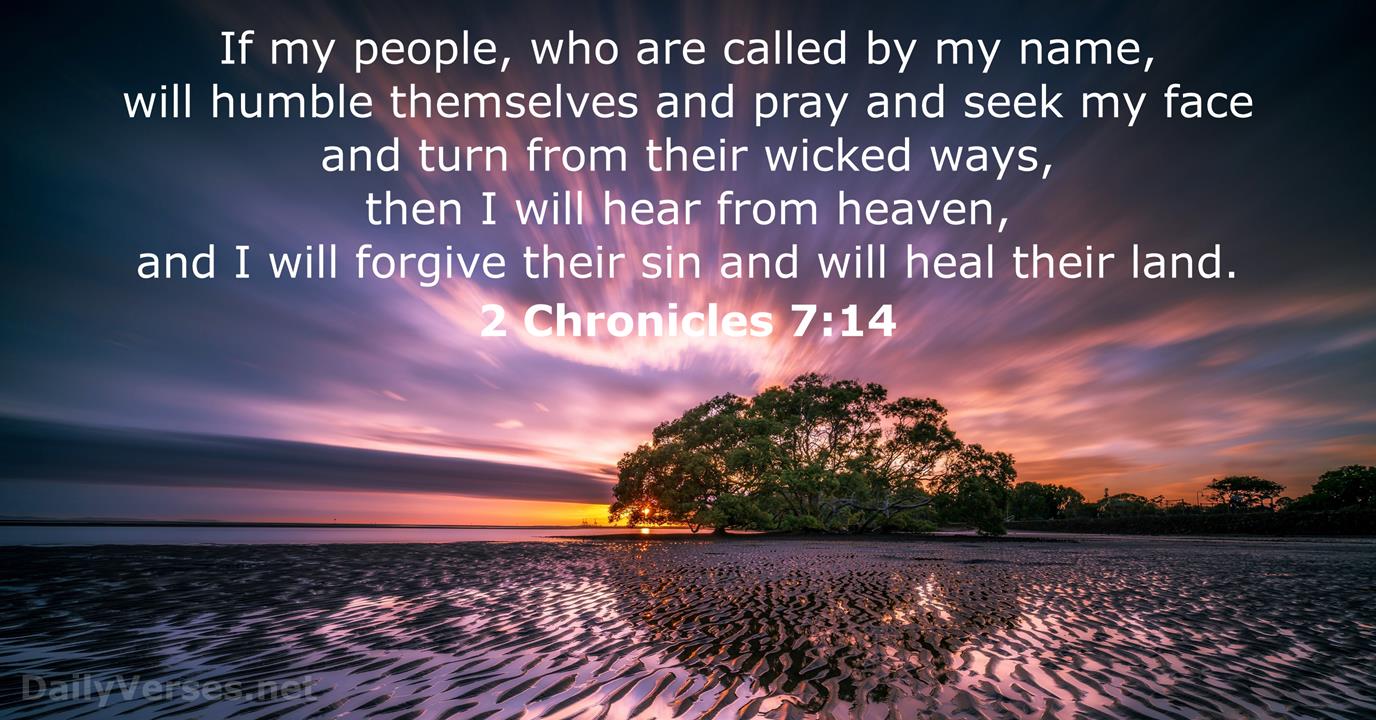 If my people, who are called by my name,
will humble themselves and pray and seek my face
and turn from their wicked ways,
then I will hear from heaven,
and I will forgive their sin and will heal their land.
2 Chronicles 7:14
DailyVerses.net